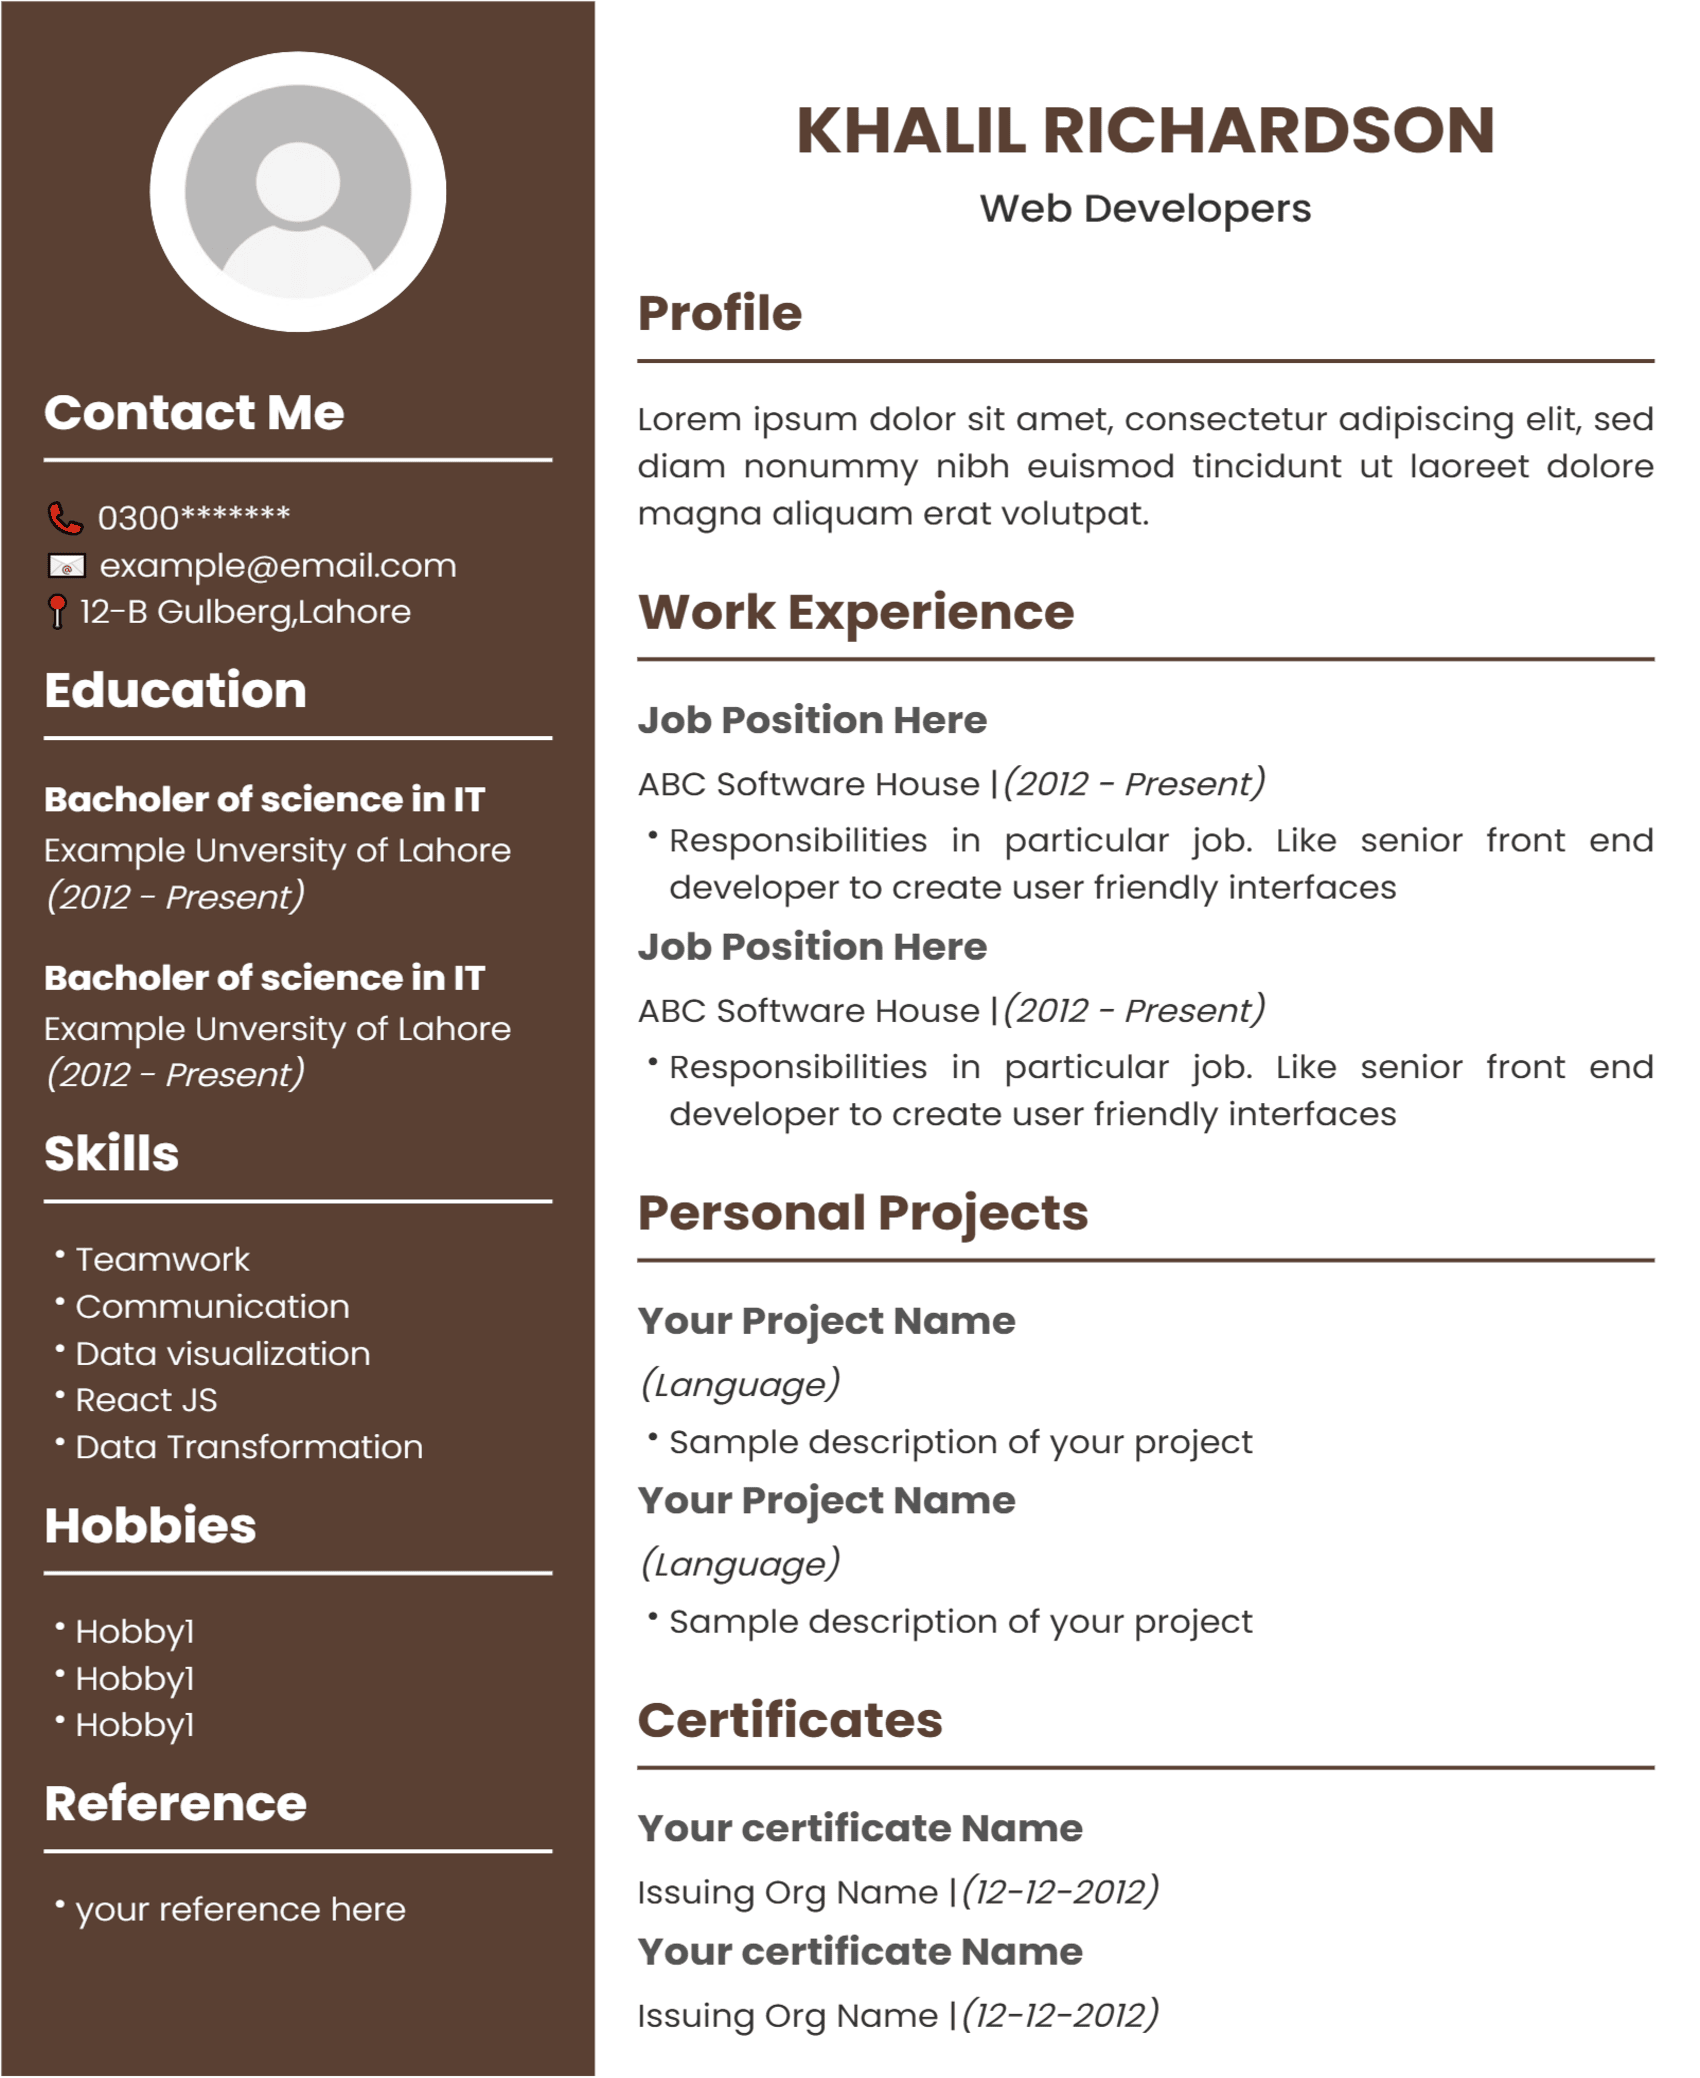 KHALIL RICHARDSON
Web Developers
Contact Me
0300*******
example@email.com
12-B Gulberg,Lahore
Education
Bacholer of science in IT
Example Unversity of Lahore
(2012 - Present)
Bacholer of science in IT
Example Unversity of Lahore
(2012 - Present)
Skills
• Teamwork
• Communication
• Data visualization
• React JS
• Data Transformation
Hobbies
• Hobby1
• Hobby1
• Hobby1
Reference
• your reference here
Profile
Lorem ipsum dolor sit amet, consectetur adipiscing elit, sed
diam nonummy nibh euismod tincidunt ut laoreet dolore
magna aliquam erat volutpat.
Work Experience
Job Position Here
ABC Software House |(2012 - Present)
• Responsibilities in particular job. Like senior front end
developer to create user friendly interfaces
Job Position Here
ABC Software House |(2012 - Present)
• Responsibilities in particular job. Like senior front end
developer to create user friendly interfaces
Personal Projects
Your Project Name
(Language)
• Sample description of your project
Your Project Name
(Language)
• Sample description of your project
Certificates
Your certificate Name
Issuing Org Name |(12-12-2012)
Your certificate Name
Issuing Org Name |(12-12-2012)